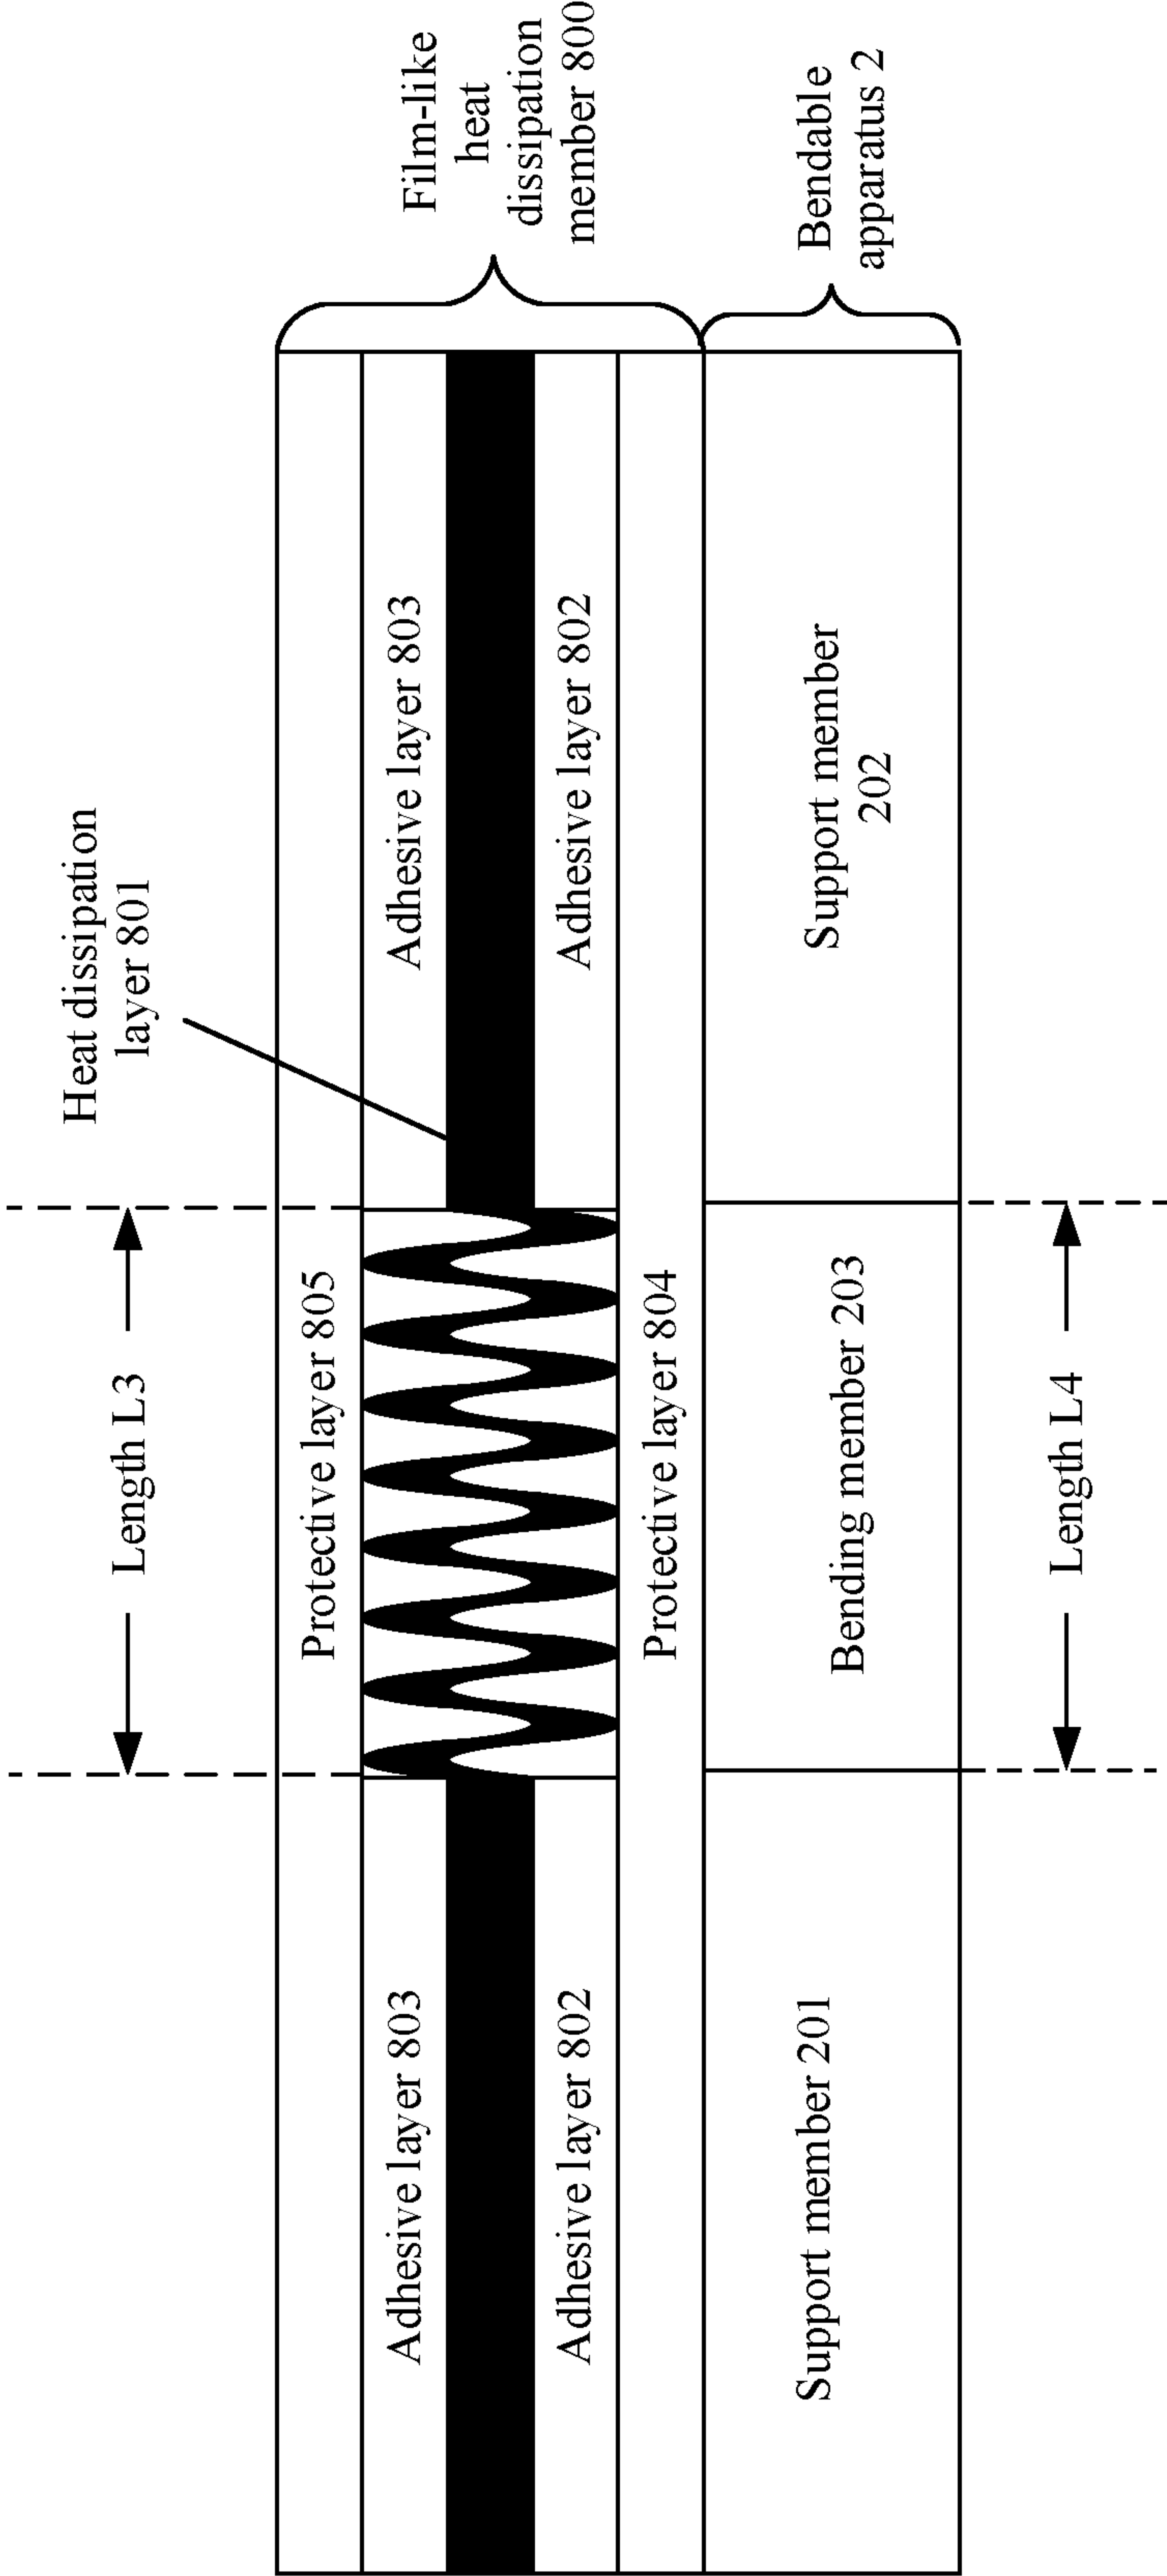 Length L3
Heat dissipation
layer 801
Protective layer 805
Adhesive layer 803
Adhesive layer 803
Film-like
heat
dissipation
member 800
Adhesive layer 802
Adhesive layer 802
Protective layer 804
Support member 201
Bending member 203
Support member
202
Bendable
apparatus 2
Length L4